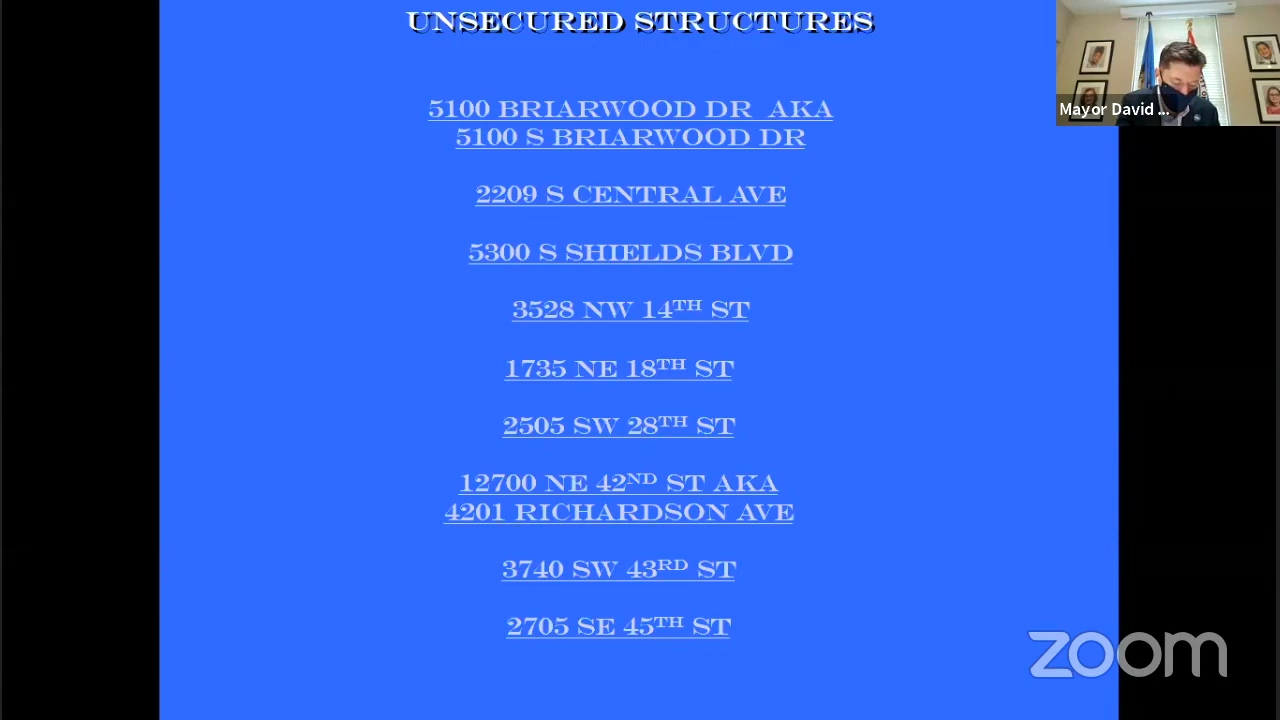 UNSECURED STRUCTURES
5100 BRIARWOOD DR AKA
5100 S BRIARWOOD DR
2209 S CENTRAL AVE
5300 S SHIELDS BLVD
3528 NW 14TH ST
1735 NE 18TH ST
2505 SW 28TH ST
12700 NE 42ND ST AKA
4201 RICHARDSON AVE
3740 SW 43RD ST
2705 SE 45TH ST
Mayor David ...
zoom